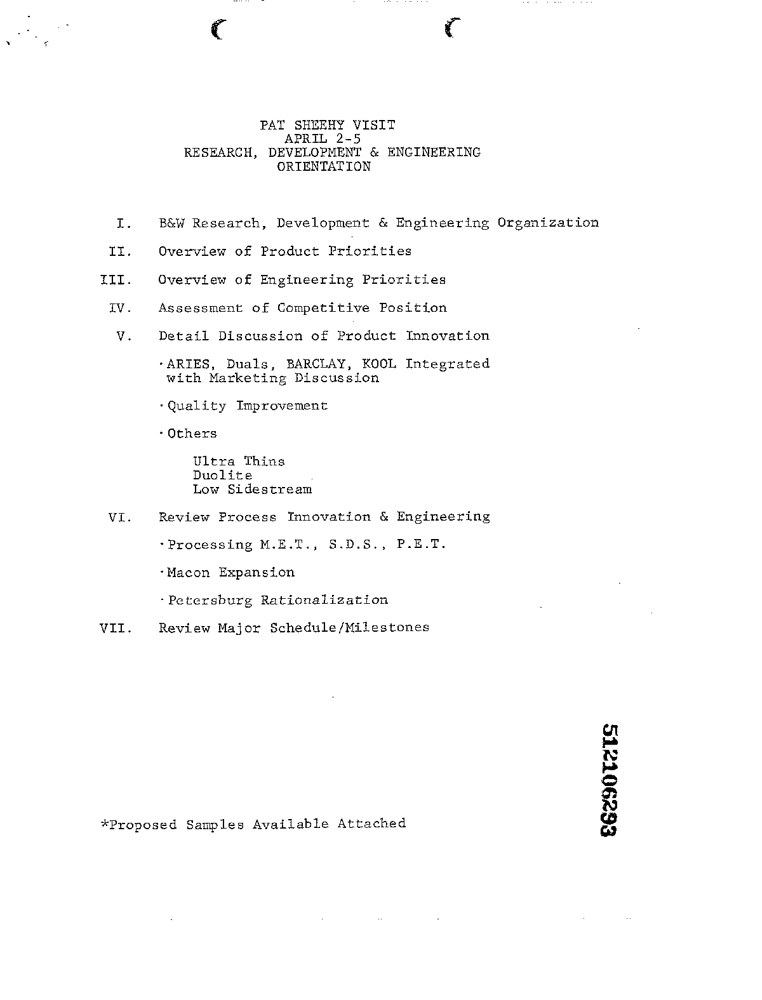 PAT SHEEHY VISIT
APRIL 2-5
RESEARCH, DEVELOPMENT & ENGINEERING
ORIENTATION
I. B&W Research, Development & Engineering Organization
II. Overview of Product Priorities
III. Overview of Engineering Priorities
IV. Assessment of Competitive Position
V. Detail Discussion of Product Innovation
·ARIES, Duals, BARCLAY, KOOL Integrated
with Marketing Discussion
·Quality Improvement
·Others
Ultra Thins
Duolite
Low Sidestream
VI. Review Process Innovation & Engineering
·Processing M.E.T., S.D.S., P.E.T.
·Macon Expansion
·Petersburg Rationalization
VII. Review Major Schedule/Milestones
512106293
*Proposed Samples Available Attached